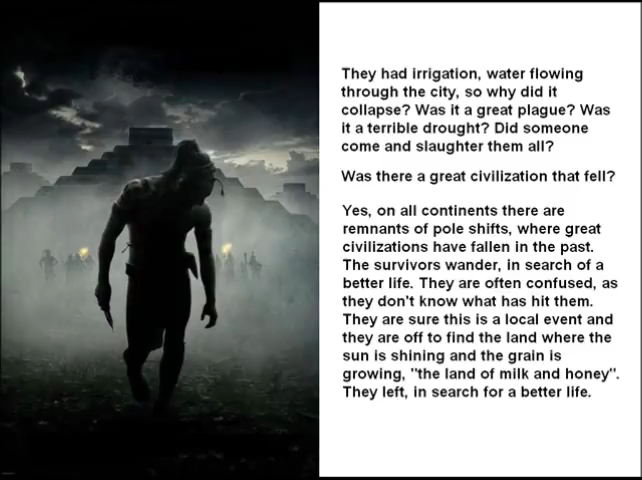 They had irrigation, water flowing
through the city, so why did it
collapse? Was it a great plague? Was
it a terrible drought? Did someone
come and slaughter them all?
Was there a great civilization that fell?
Yes, on all continents there are
remnants of pole shifts, where great
civilizations have fallen in the past.
The survivors wander, in search of a
better life. They are often confused, as
they don't know what has hit them.
They are sure this is a local event and
they are off to find the land where the
sun is shining and the grain is
growing, "the land of milk and honey".
They left, in search for a better life.